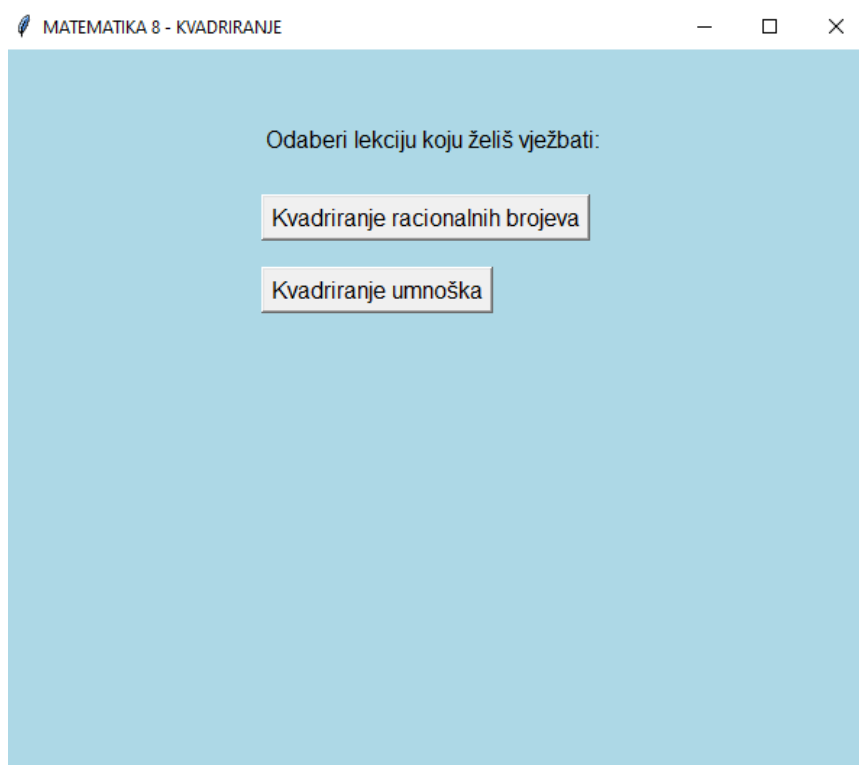 MATEMATIKA 8 - KVADRIRANJE
Odaberi lekciju koju želiš vježbati:
Kvadriranje racionalnih brojeva
Kvadriranje umnoška